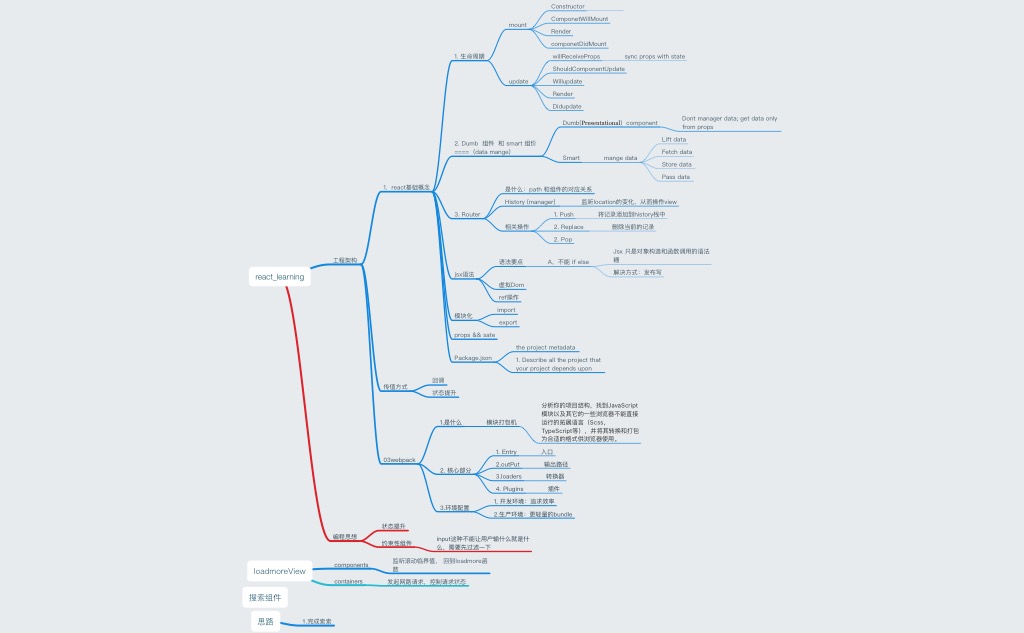 react_learning
工程架构
1. react基础概念
1. 生命周期
mount
Constructor
ComponetWillMount
Render
componetDidMount
update
willReceiveProps
sync props with state
ShouldComponentUpdate
Willupdate
Render
Didupdate
2. Dumb 组件 和 smart 组价
==== (data mange)
Dumb(Presentational) component
Dont manager data; get data only
from props
Smart
mange data
Lift data
Fetch data
Store data
Pass data
3. Router
是什么：path 和组件的对应关系
History (manager)
监听location的变化，从而操作view
相关操作
1. Push
将记录添加到history栈中
2. Replace
删除当前的记录
2. Pop
jsx语法
语法要点
A、不能 if else
Jsx 只是对象构造和函数调用的语法
糖
解决方式：发布写
虚拟Dom
ref操作
模块化
import
export
props && sate
Package.json
the project metadata
1. Describe all the project that
your project depends upon
传值方式
回调
状态提升
03webpack
1.是什么
模块打包机
分析你的项目结构，找到JavaScript
模块以及其它的一些浏览器不能直接
运行的拓展语言（Scss,
TypeScript等），并将其转换和打包
为合适的格式供浏览器使用。
2. 核心部分
1. Entry
入口
2.outPut
输出路径
3.loaders
转换器
4. Plugins
插件
3.环境配置
1. 开发环境：追求效率
2.生产环境：更轻量的bundle
编程思想
状态提升
约束性组件
input这种不能让用户输什么就是什
么，需要先过滤一下
loadmoreView
components
监听滚动临界值，回到loadmore函
数
containers
发起网路请求，控制请求状态
搜索组件
思路
1.完成索索